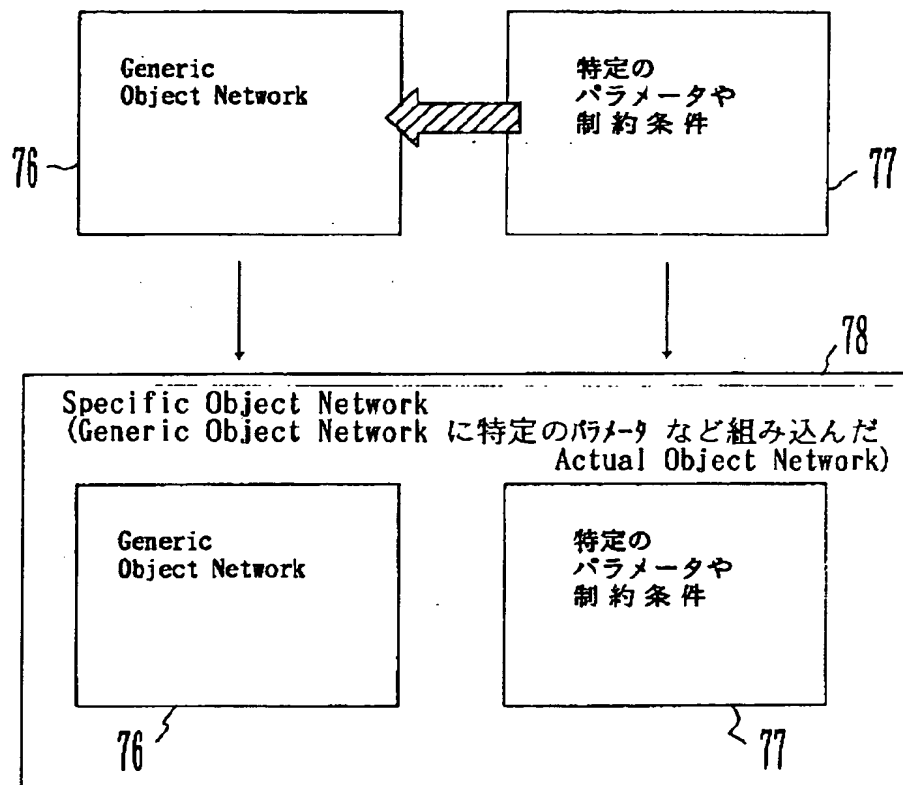 Generic
Object Network
特定の
パラメータや
制約条件
76
77
78
Specific Object Network
(Generic Object Network に特定のパラメータ など組み込んだ
Actual Object Network)
Generic
Object Network
特定の
パラメータや
制約条件
76
77